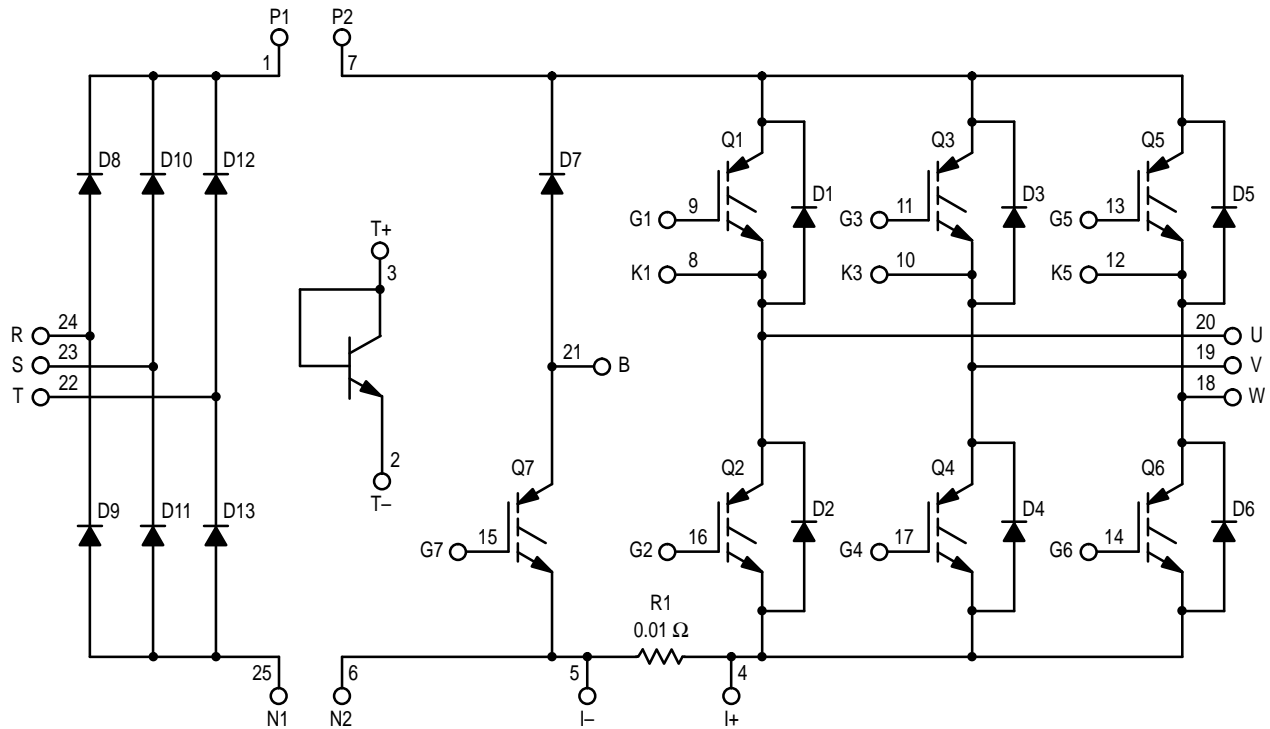 P1 P2
1 7
D8 D10 D12 D7
Q1 Q3 Q5
D1 D3 D5
G1 9 G3 11 G5 13
K1 8 K3 10 K5 12
T+
3
R 24 20 U
S 23 21 B 19 V
T 22 18 W
2
T–
Q7 Q2 Q4 Q6
D9 D11 D13 D2 D4 D6
G7 15 G2 16 G4 17 G6 14
R1
0.01 Ω
25 6 5 4
N1 N2 I– I+